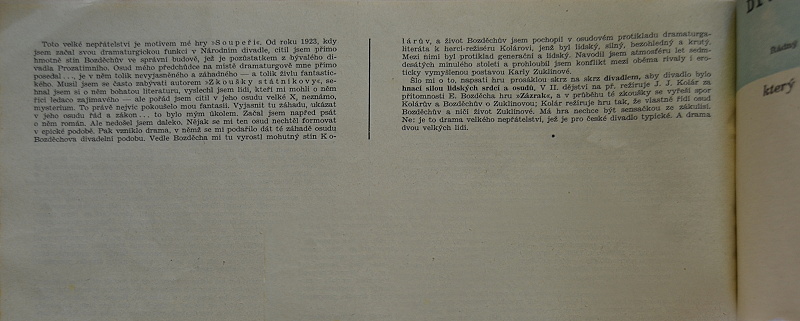 Toto velké nepřátelství je motivem mé hry »Soupeři«. Od roku 1923, kdy
jsem začal svou dramaturgickou funkci v Národním divadle, cítil jsem přímo
hmotně stín Bozděchův ve správní budově, jež je pozůstatkem z bývalého di-
vadla Prozatímního. Osud mého předchůdce na místě dramaturgově mne přímo
posedal..., je v něm tolik nevyjasněného a záhadného — a tolik živlu fantastic-
kého. Musil jsem se často zabývati autorem »Zkoušky státníkovy«, se-
hnal jsem si o něm bohatou literaturu, vyslechl jsem lidi, kteří mi mohli o něm
říci ledaco zajímavého — ale pořád jsem cítil v jeho osudu velké X, neznámo,
mysterium. To právě nejvíc pokoušelo mou fantasii. Vyjasnit tu záhadu, ukázat
v jeho osudu řád a zákon... to bylo mým úkolem. Začal jsem napřed psát
o něm román. Ale nedošel jsem daleko. Nějak se mi ten osud nechtěl formovat
v epické podobě. Pak vzniklo drama, v němž se mi podařilo dát té záhadě osudu
Bozděchova divadelní podobu. Vedle Bozděcha mi tu vyrostl mohutný stín Ko-
lárův, a život Bozděchův jsem pochopil v osudovém protikladu dramaturga-
literáta k herci-režiséru Kolárovi, jenž byl lidský, silný, bezohledný a krutý.
Mezi nimi byl protiklad generační a lidský. Navodil jsem atmosféru let sedm-
desátých minulého století a prohloubil jsem konflikt mezi oběma rivaly i ero-
ticky vymyšlenou postavou Karly Zuklínové.
Šlo mi o, napsati hru prosáklou skrz na skrz divadlem, aby divadlo bylo
hnací silou lidských srdcí a osudů. V II. dějství na př. režíruje J. J. Kolár za
přítomnosti E. Bozděcha hru »Zázrak«, a v průběhu té zkoušky se vyřeší spor
Kolárův a Bozděchův o Zuklínovou; Kolár režíruje hru tak, že vlastně řídí osud
Bozděchův a ničí život Zuklínové. Má hra nechce být sensačkou ze zákulisí.
Ne: je to drama velkého nepřátelství, jež je pro české divadlo typické. A drama
dvou velkých lidí.
který